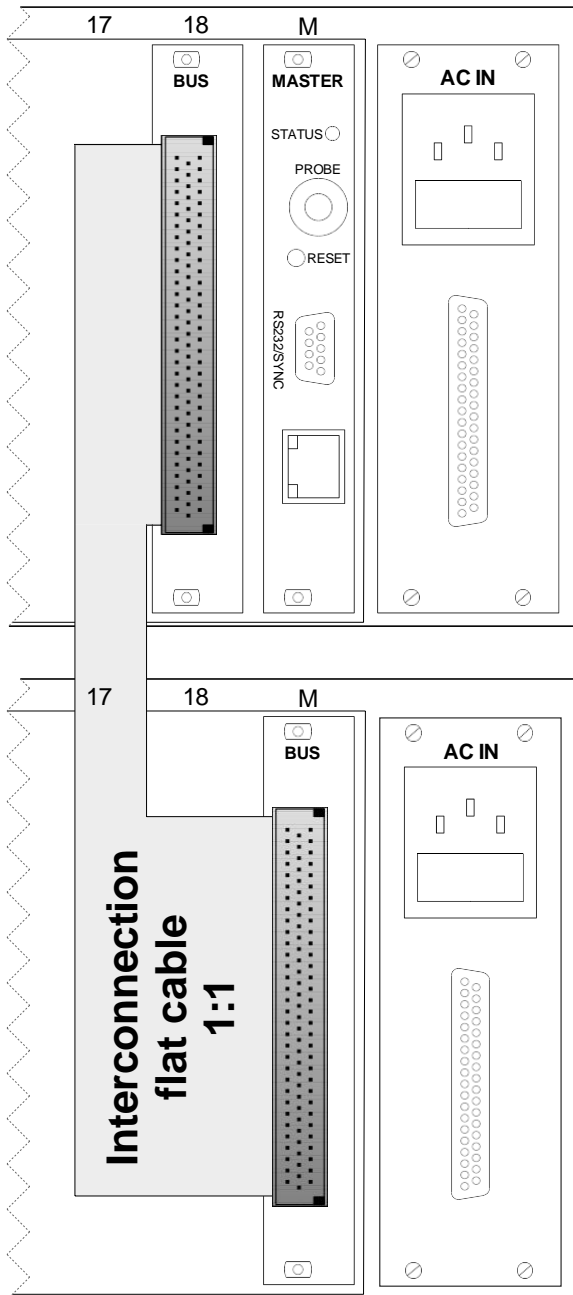 17 18 M
BUS MASTER AC IN
STATUS
PROBE
RESET
RS232/SYNC
17 18 M
BUS AC IN
Interconnection
flat cable
1:1